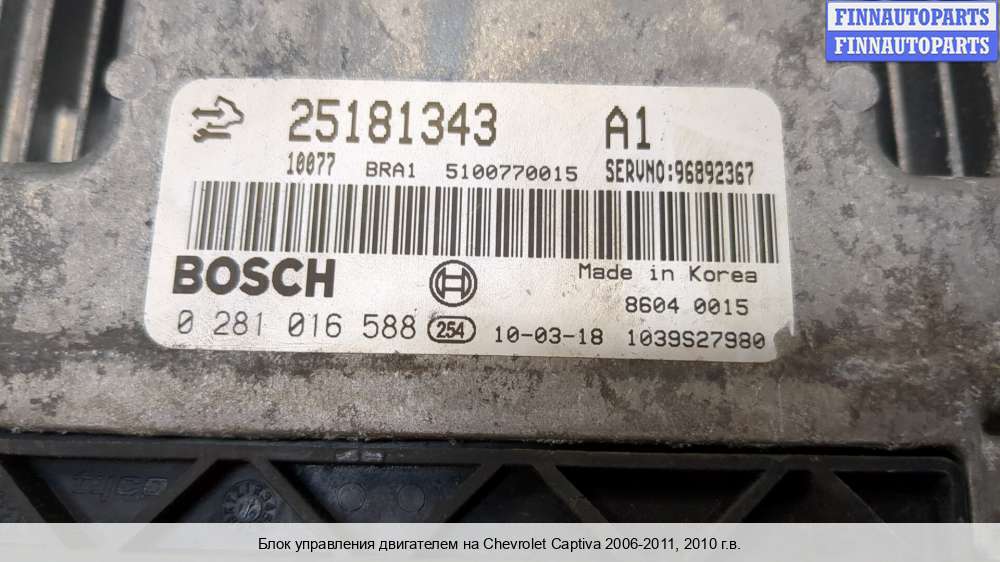 FINNAUTOPARTS
FINNAUTOPARTS
25181343 A1
10077 BRA1 5100770015 SERVNO:96892367
BOSCH Made in Korea
8604 0015
0 281 016 588 254 10-03-18 1039S27980
Блок управления двигателем на Chevrolet Captiva 2006-2011, 2010 г.в.